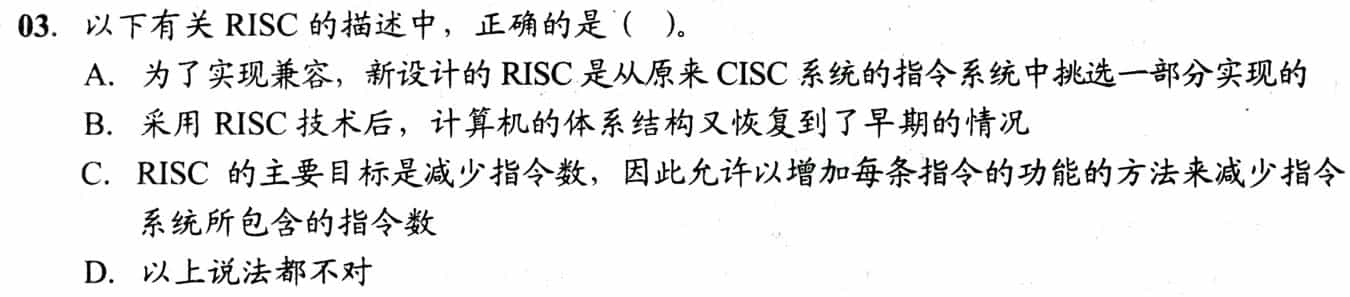 03. 以下有关 RISC 的描述中，正确的是（ ）。
A. 为了实现兼容，新设计的 RISC 是从原来 CISC 系统的指令系统中挑选一部分实现的
B. 采用 RISC 技术后，计算机的体系结构又恢复到了早期的情况
C. RISC 的主要目标是减少指令数，因此允许以增加每条指令的功能的方法来减少指令
系统所包含的指令数
D. 以上说法都不对